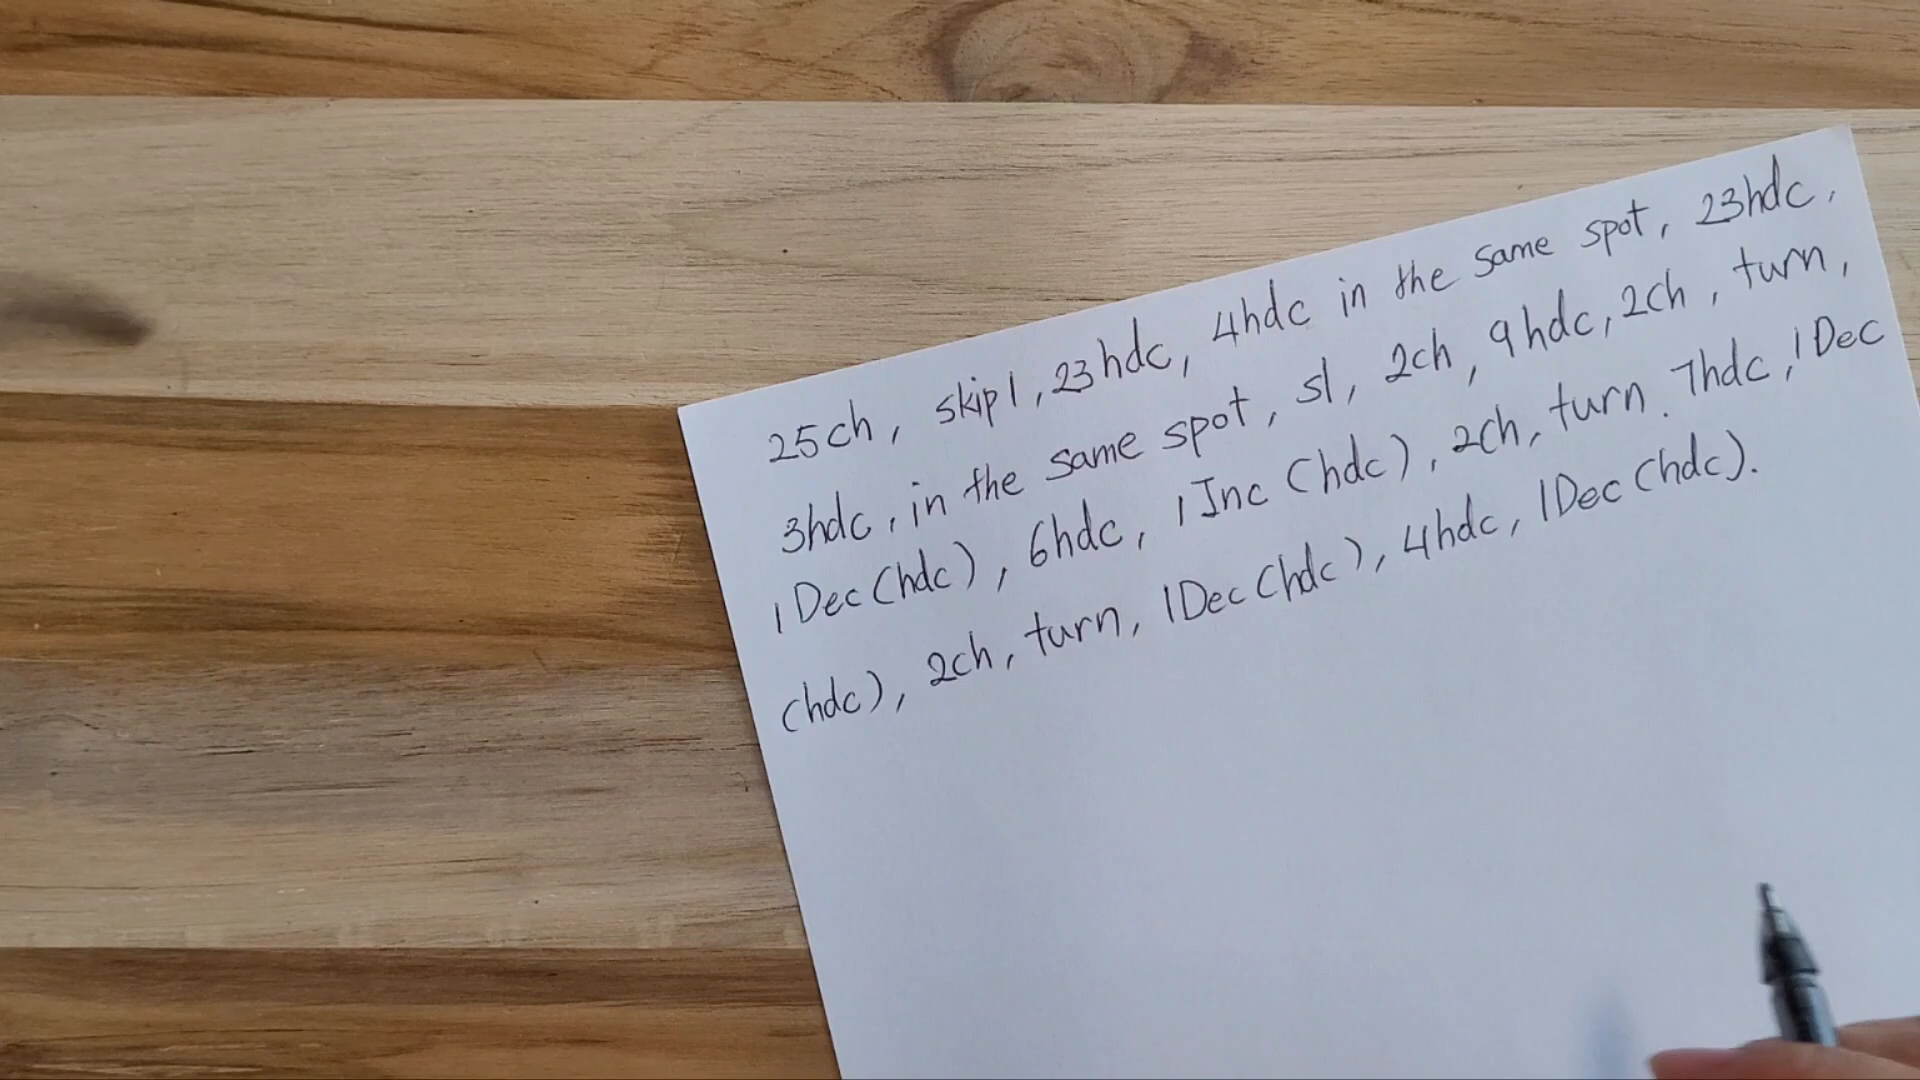 25ch, skip1, 23hdc, 4hdc in the same spot, 23hdc,
3hdc, in the same spot, sl, 2ch, 9hdc, 2ch, turn,
1Dec(hdc), 6hdc, 1Inc(hdc), 2ch, turn. 7hdc, 1Dec
(hdc), 2ch, turn, 1Dec(hdc), 4hdc, 1Dec(hdc).